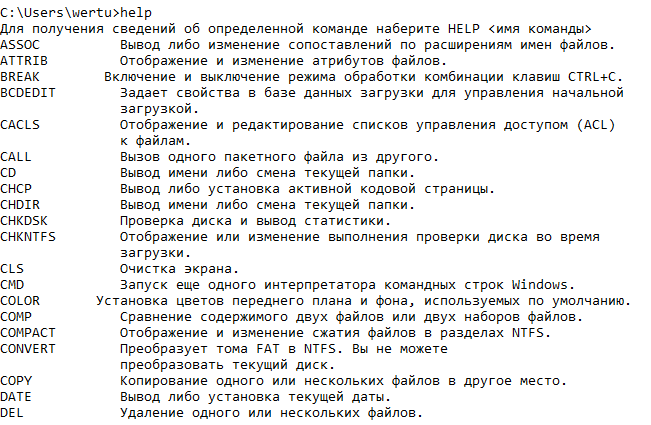 C:\Users\wertu>help
Для получения сведений об определенной команде наберите HELP <имя команды>
ASSOC Вывод либо изменение сопоставлений по расширениям имен файлов.
ATTRIB Отображение и изменение атрибутов файлов.
BREAK Включение и выключение режима обработки комбинации клавиш CTRL+C.
BCDEDIT Задает свойства в базе данных загрузки для управления начальной
загрузкой.
CACLS Отображение и редактирование списков управления доступом (ACL)
к файлам.
CALL Вызов одного пакетного файла из другого.
CD Вывод имени либо смена текущей папки.
CHCP Вывод либо установка активной кодовой страницы.
CHDIR Вывод имени либо смена текущей папки.
CHKDSK Проверка диска и вывод статистики.
CHKNTFS Отображение или изменение выполнения проверки диска во время
загрузки.
CLS Очистка экрана.
CMD Запуск еще одного интерпретатора командных строк Windows.
COLOR Установка цветов переднего плана и фона, используемых по умолчанию.
COMP Сравнение содержимого двух файлов или двух наборов файлов.
COMPACT Отображение и изменение сжатия файлов в разделах NTFS.
CONVERT Преобразует тома FAT в NTFS. Вы не можете
преобразовать текущий диск.
COPY Копирование одного или нескольких файлов в другое место.
DATE Вывод либо установка текущей даты.
DEL Удаление одного или нескольких файлов.